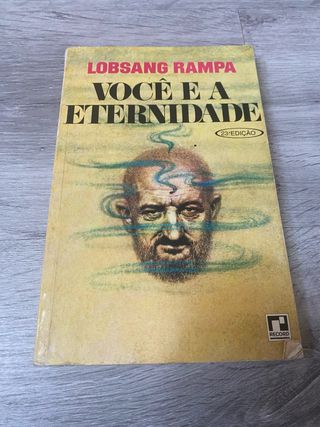 LOBSANG RAMPA
VOCÊ E A
ETERNIDADE
23ª EDIÇÃO
RECORD